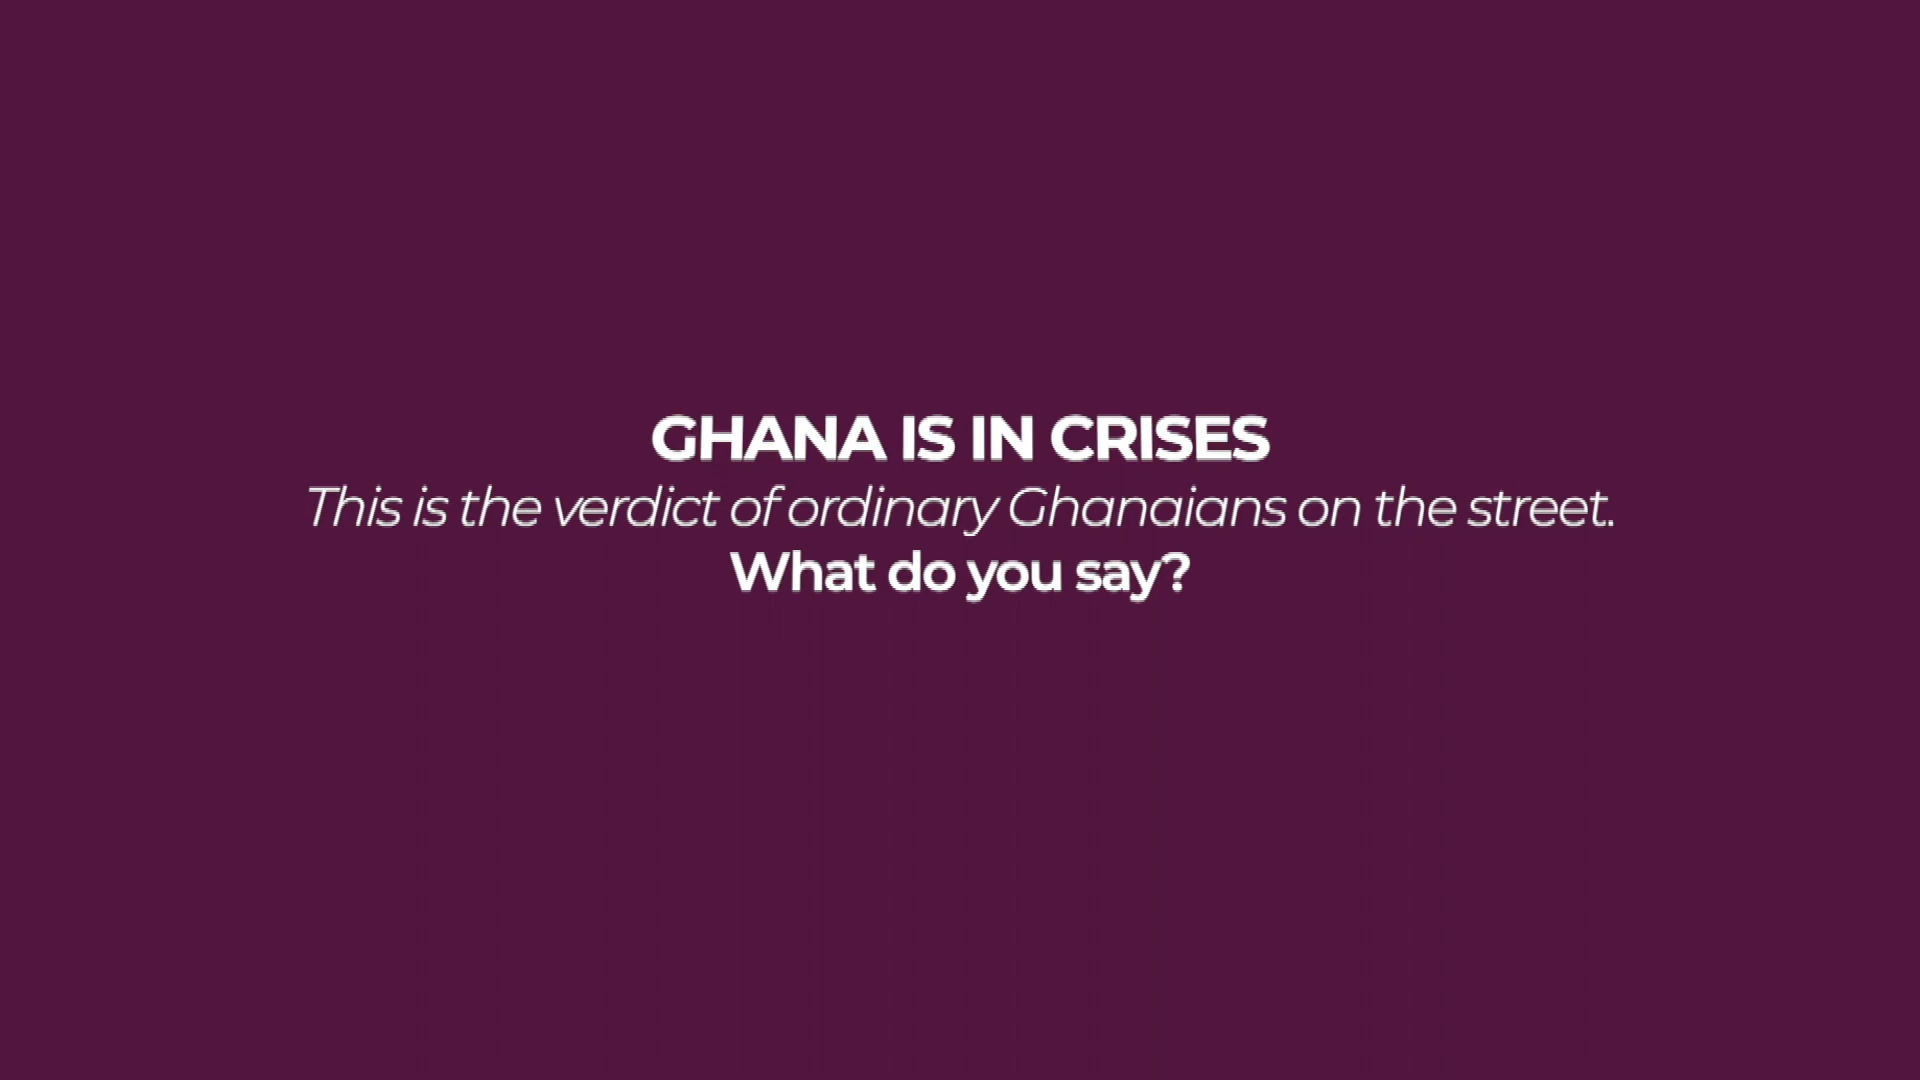 GHANA IS IN CRISES
This is the verdict of ordinary Ghanaians on the street.
What do you say?